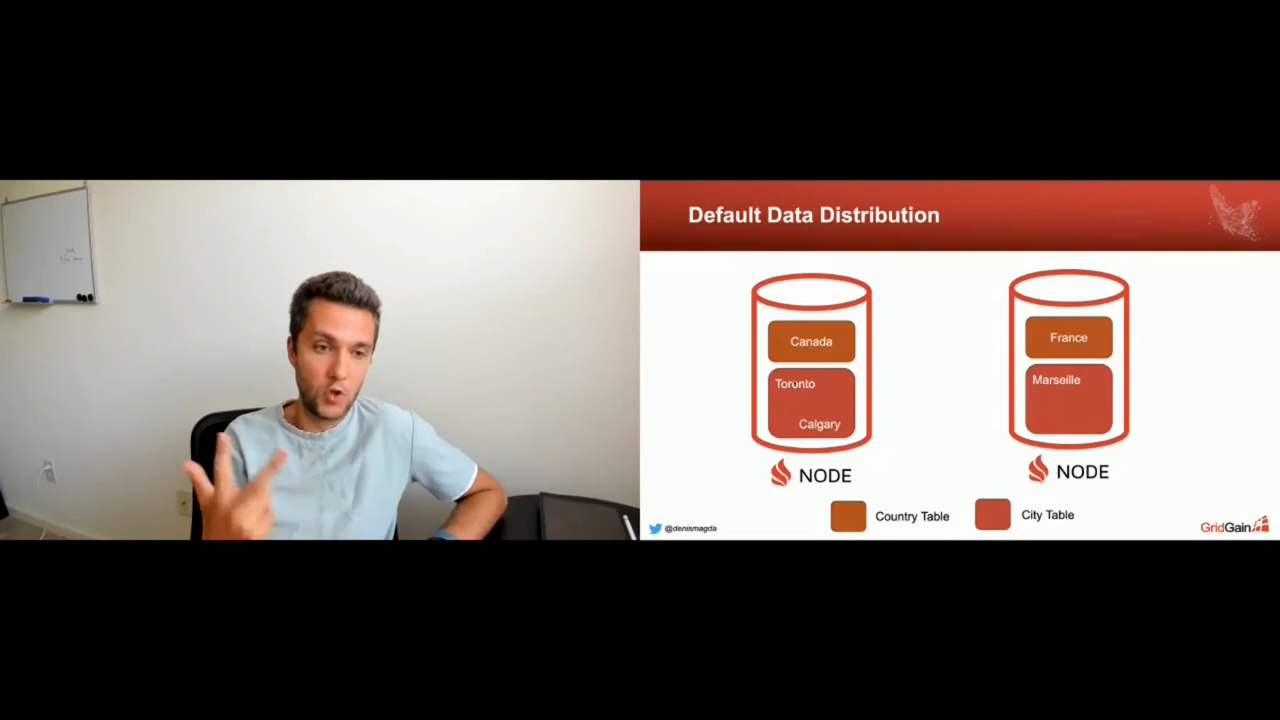 Default Data Distribution
Canada
Toronto
Calgary
NODE
France
Marseille
NODE
Country Table
City Table
@denismagda
GridGain